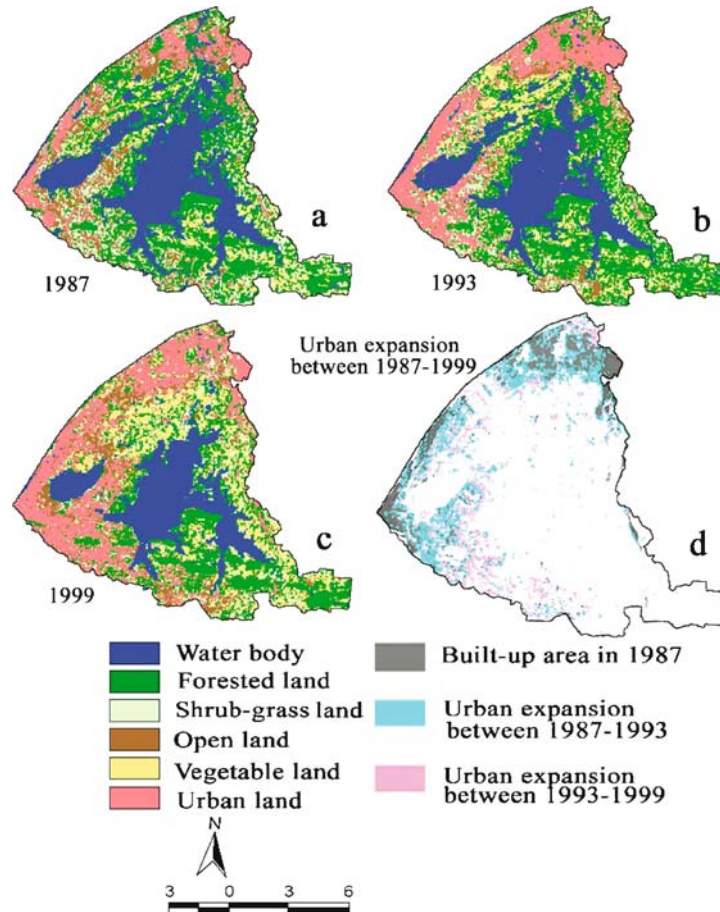 a
1987
b
1993
Urban expansion
between 1987-1999
c
1999
d
Water body
Forested land
Shrub-grass land
Open land
Vegetable land
Urban land
Built-up area in 1987
Urban expansion
between 1987-1993
Urban expansion
between 1993-1999
N
3 0 3 6